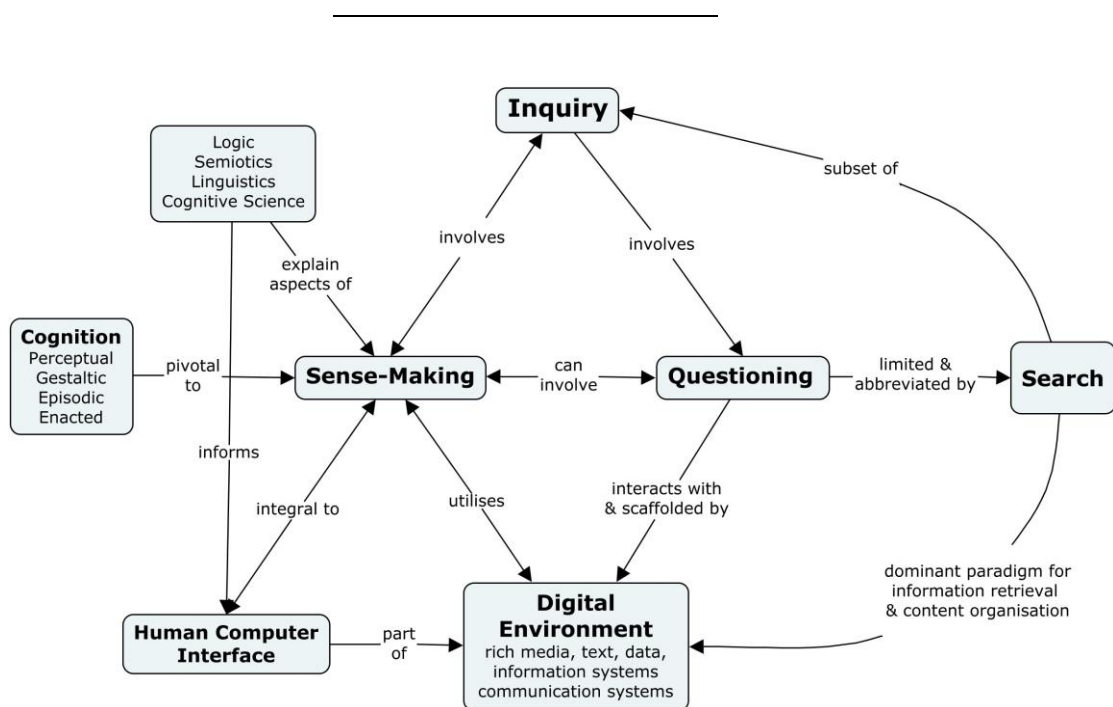 Inquiry
Logic
Semiotics
Linguistics
Cognitive Science
subset of
involves
involves
explain
aspects of
Cognition
Perceptual
Gestaltic
Episodic
Enacted
pivotal
to
Sense-Making
can
involve
Questioning
limited &
abbreviated by
Search
informs
integral to
utilises
interacts with
& scaffolded by
dominant paradigm for
information retrieval
& content organisation
Human Computer
Interface
part
of
Digital
Environment
rich media, text, data,
information systems
communication systems